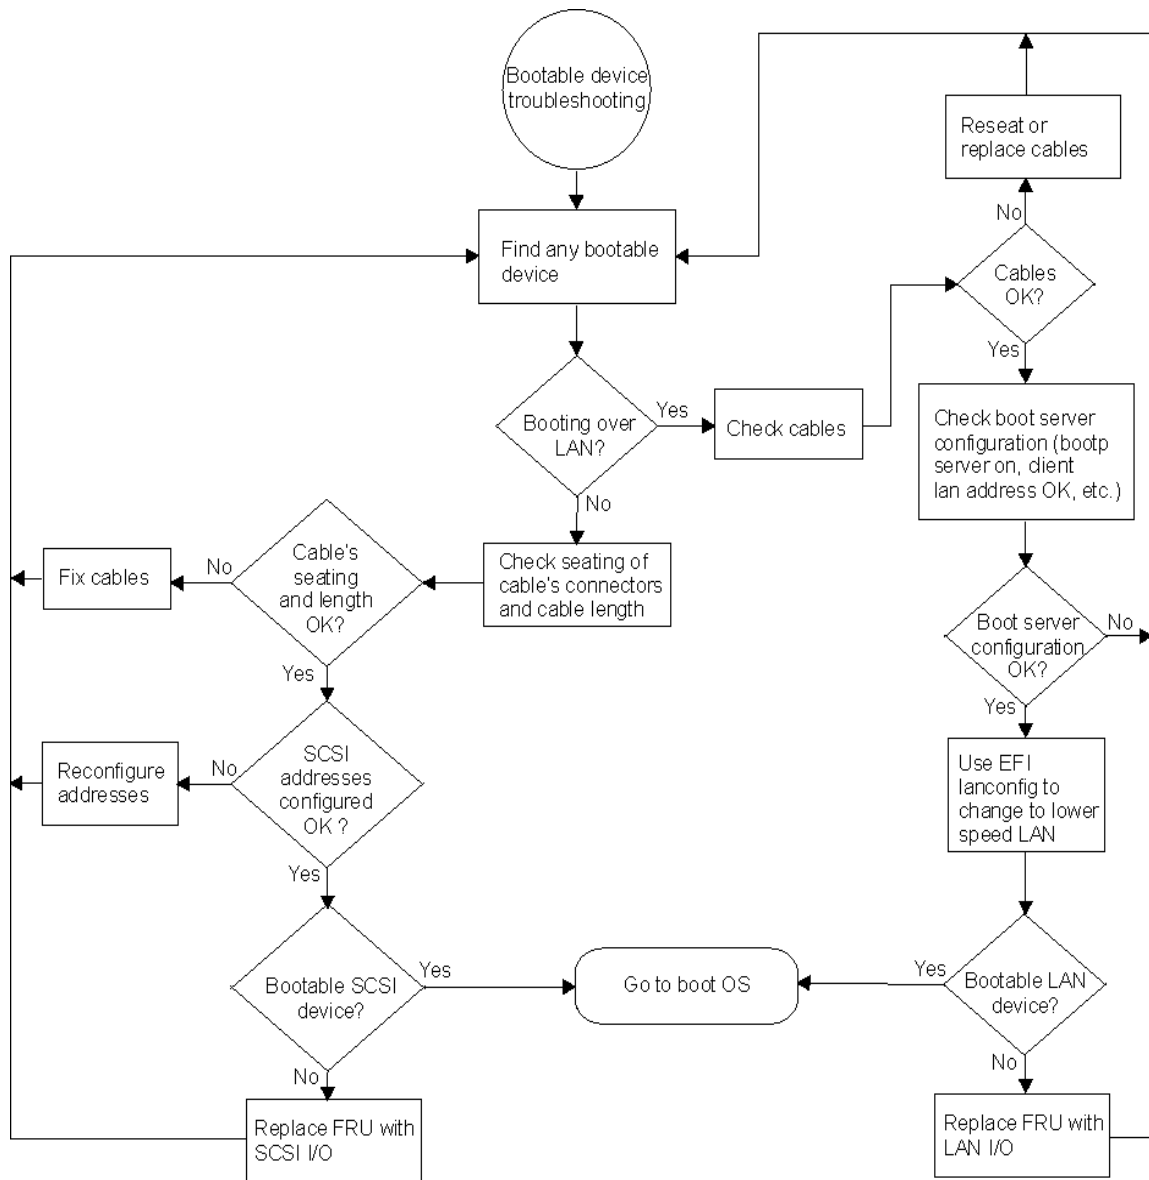 Bootable device
troubleshooting
Find any bootable
device
Booting over
LAN?
Yes
Check cables
Cables
OK?
No
Reseat or
replace cables
Yes
Check boot server
configuration (bootp
server on, client
lan address OK, etc.)
Boot server
configuration
OK?
No
Yes
Use EFI
lanconfig to
change to lower
speed LAN
Bootable LAN
device?
Yes
No
Replace FRU with
LAN I/O
No
Check seating of
cable's connectors
and cable length
Cable's
seating
and length
OK?
No
Fix cables
Yes
SCSI
addresses
configured
OK ?
No
Reconfigure
addresses
Yes
Bootable SCSI
device?
Yes
Go to boot OS
No
Replace FRU with
SCSI I/O